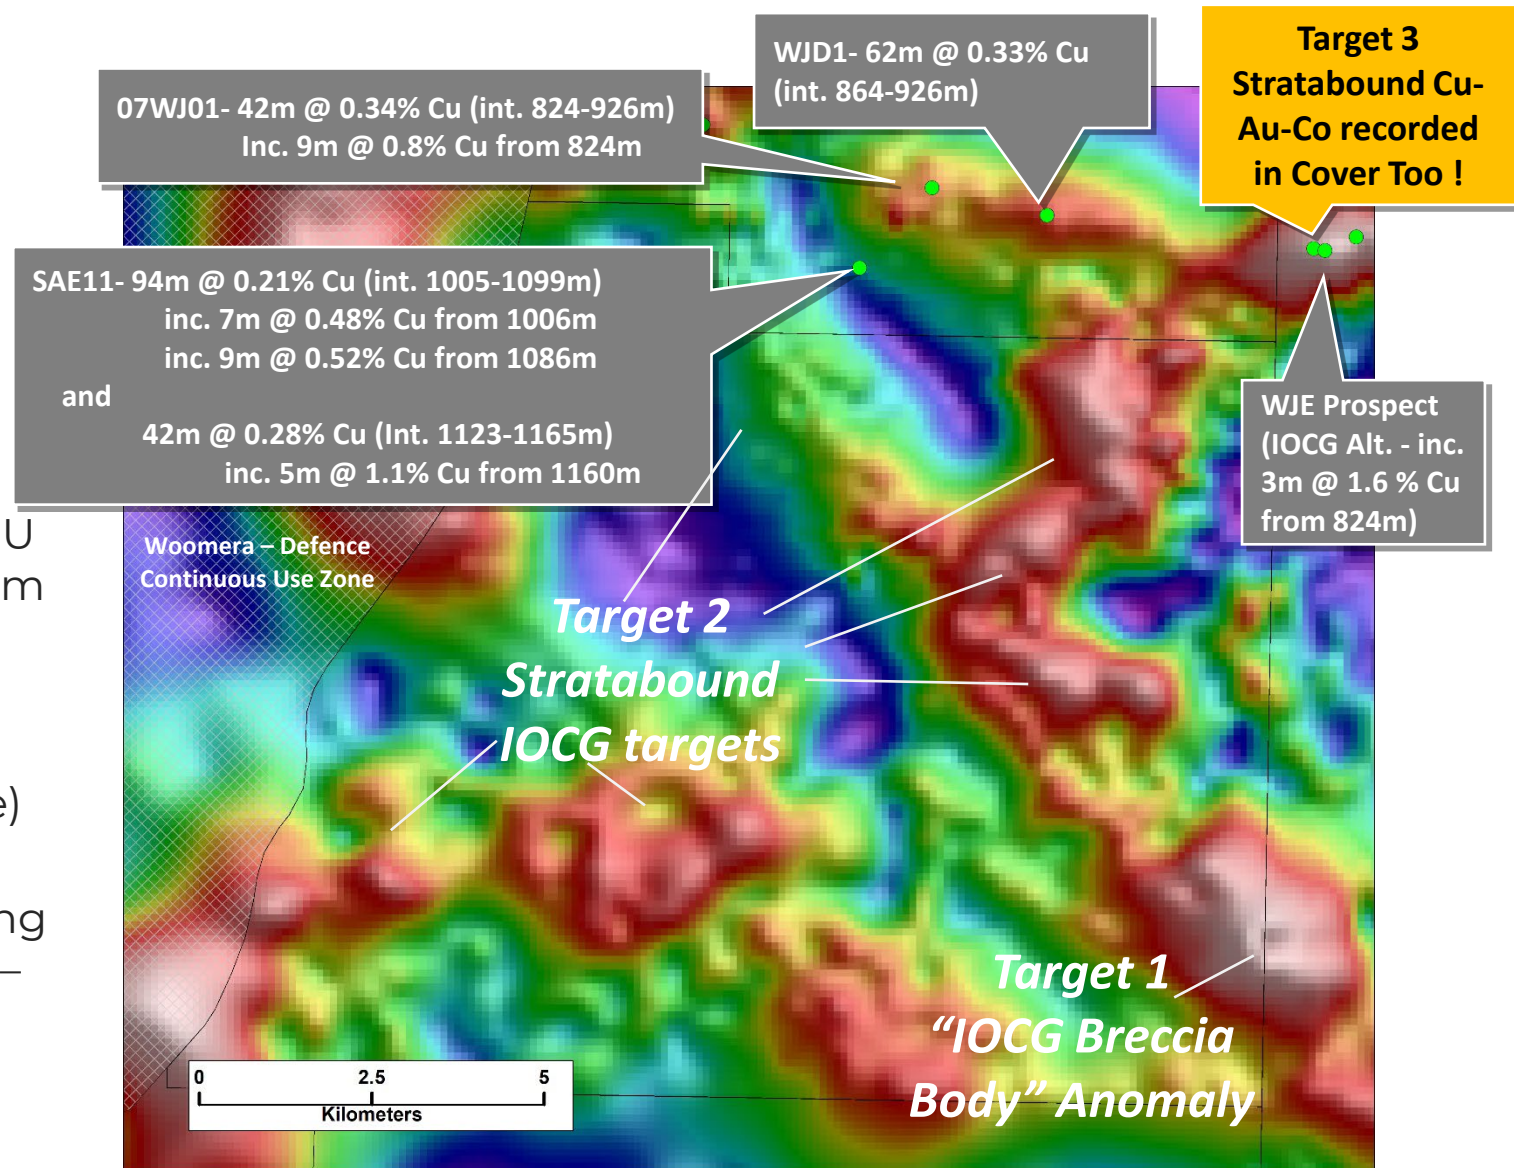 WJD1- 62m @ 0.33% Cu
(int. 864-926m)
Target 3
Stratabound Cu-
Au-Co recorded
in Cover Too !
07WJ01- 42m @ 0.34% Cu (int. 824-926m)
Inc. 9m @ 0.8% Cu from 824m
SAE11- 94m @ 0.21% Cu (int. 1005-1099m)
inc. 7m @ 0.48% Cu from 1006m
inc. 9m @ 0.52% Cu from 1086m
and
42m @ 0.28% Cu (Int. 1123-1165m)
inc. 5m @ 1.1% Cu from 1160m
WJE Prospect
(IOCG Alt. - inc.
3m @ 1.6 % Cu
from 824m)
U
m
e)
ng
–
Woomera – Defence
Continuous Use Zone
Target 2
Stratabound
IOCG targets
Target 1
“IOCG Breccia
Body” Anomaly
0 2.5 5
Kilometers